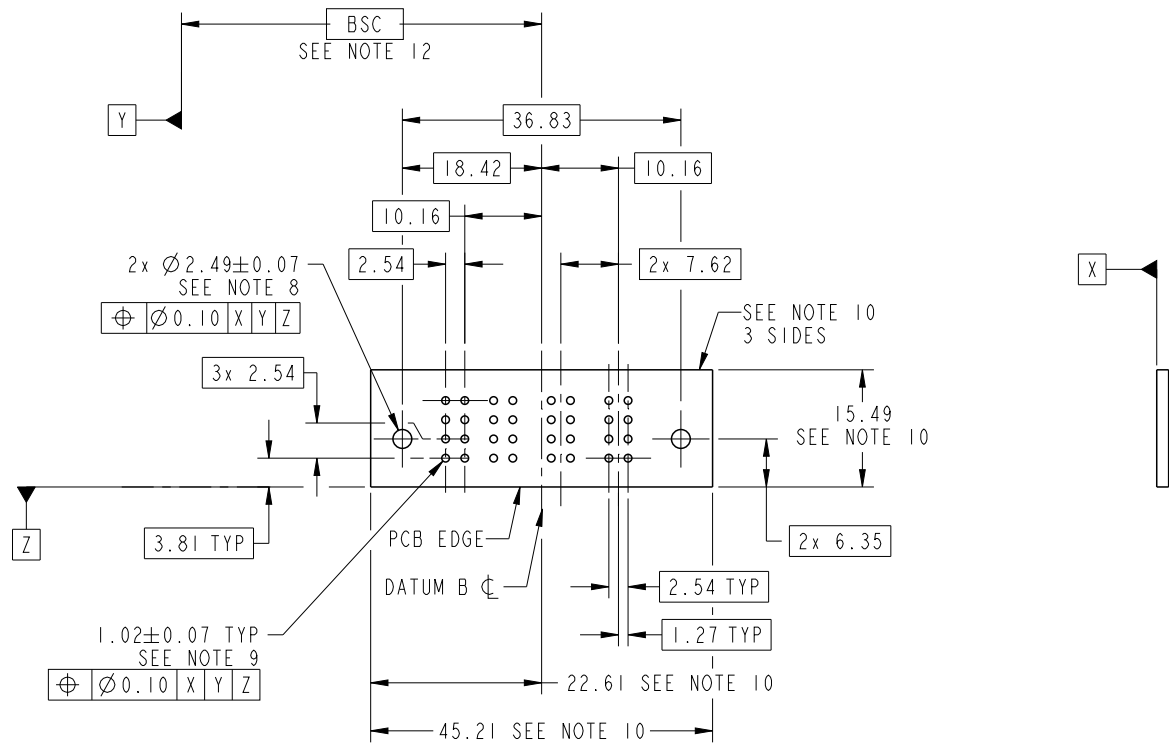 BSC
SEE NOTE 12
Y
36.83
18.42
10.16
10.16
2x ⌀2.49±0.07
SEE NOTE 8
⌖ ⌀0.10 X Y Z
2.54
2x 7.62
X
SEE NOTE 10
3 SIDES
3x 2.54
15.49
SEE NOTE 10
Z
3.81 TYP
PCB EDGE
2x 6.35
DATUM B ℄
2.54 TYP
1.02±0.07 TYP
SEE NOTE 9
⌖ ⌀0.10 X Y Z
1.27 TYP
22.61 SEE NOTE 10
45.21 SEE NOTE 10